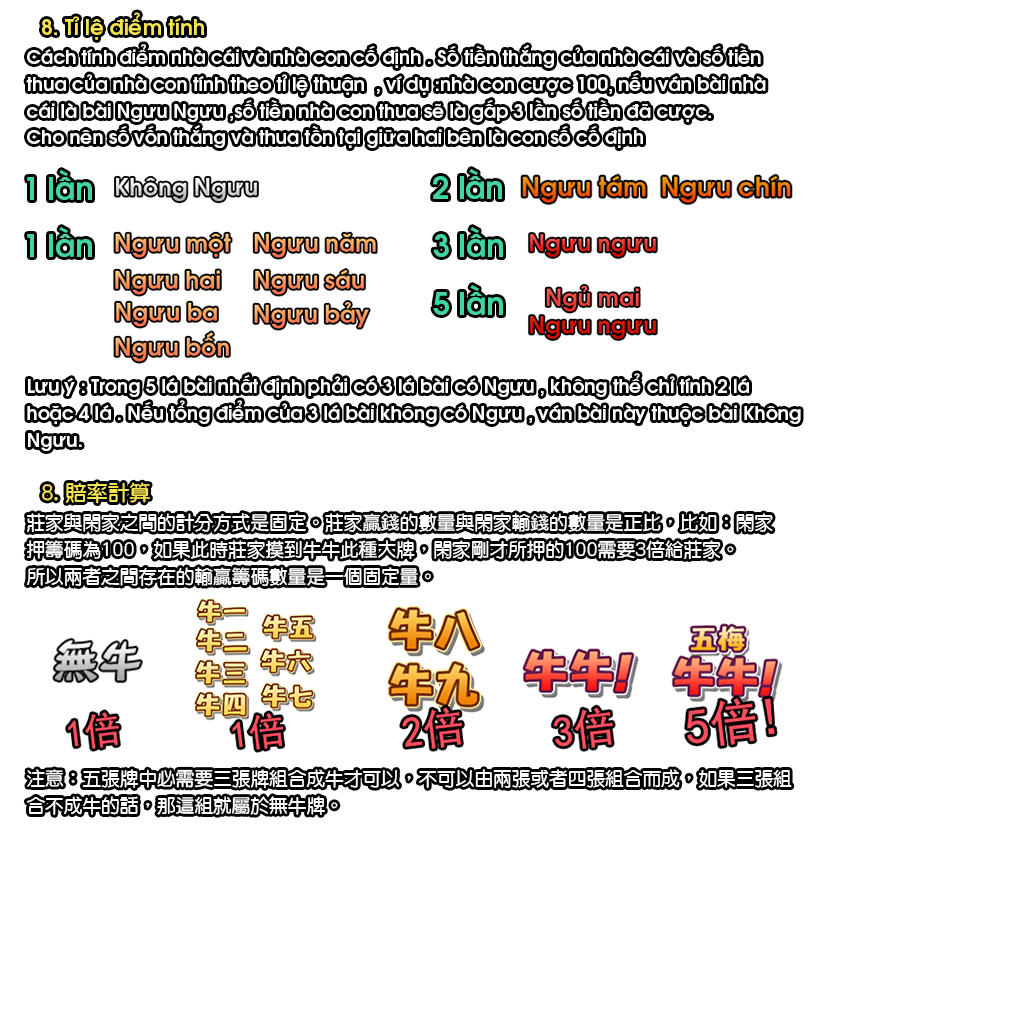 8. Tỉ lệ điểm tính
Cách tính điểm nhà cái và nhà con cố định . Số tiền thắng của nhà cái và số tiền
thua của nhà con tính theo tỉ lệ thuận , ví dụ :nhà con cược 100, nếu ván bài nhà
cái là bài Ngưu Ngưu ,số tiền nhà con thua sẽ là gấp 3 lần số tiền đã cược.
Cho nên số vốn thắng và thua tồn tại giữa hai bên là con số cố định
1 lần Không Ngưu 2 lần Ngưu tám Ngưu chín
1 lần Ngưu một Ngưu năm 3 lần Ngưu ngưu
Ngưu hai Ngưu sáu
Ngưu ba Ngưu bảy
Ngưu bốn
5 lần Ngủ mai
Ngưu ngưu
Lưu ý : Trong 5 lá bài nhất định phải có 3 lá bài có Ngưu , không thể chỉ tính 2 lá
hoặc 4 lá . Nếu tổng điểm của 3 lá bài không có Ngưu , ván bài này thuộc bài Không
Ngưu.
8. 賠率計算
莊家與閑家之間的計分方式是固定。莊家贏錢的數量與閑家輸錢的數量是正比，比如：閑家
押籌碼為100，如果此時莊家摸到牛牛此種大牌，閑家剛才所押的100需要3倍給莊家。
所以兩者之間存在的輸贏籌碼數量是一個固定量。
無牛
1倍
牛一
牛二
牛三
牛四
牛五
牛六
牛七
1倍
牛八
牛九
2倍
牛牛!
3倍
五梅
牛牛!
5倍!
注意：五張牌中必需要三張牌組合成牛才可以，不可以由兩張或者四張組合而成，如果三張組
合不成牛的話，那這組就屬於無牛牌。